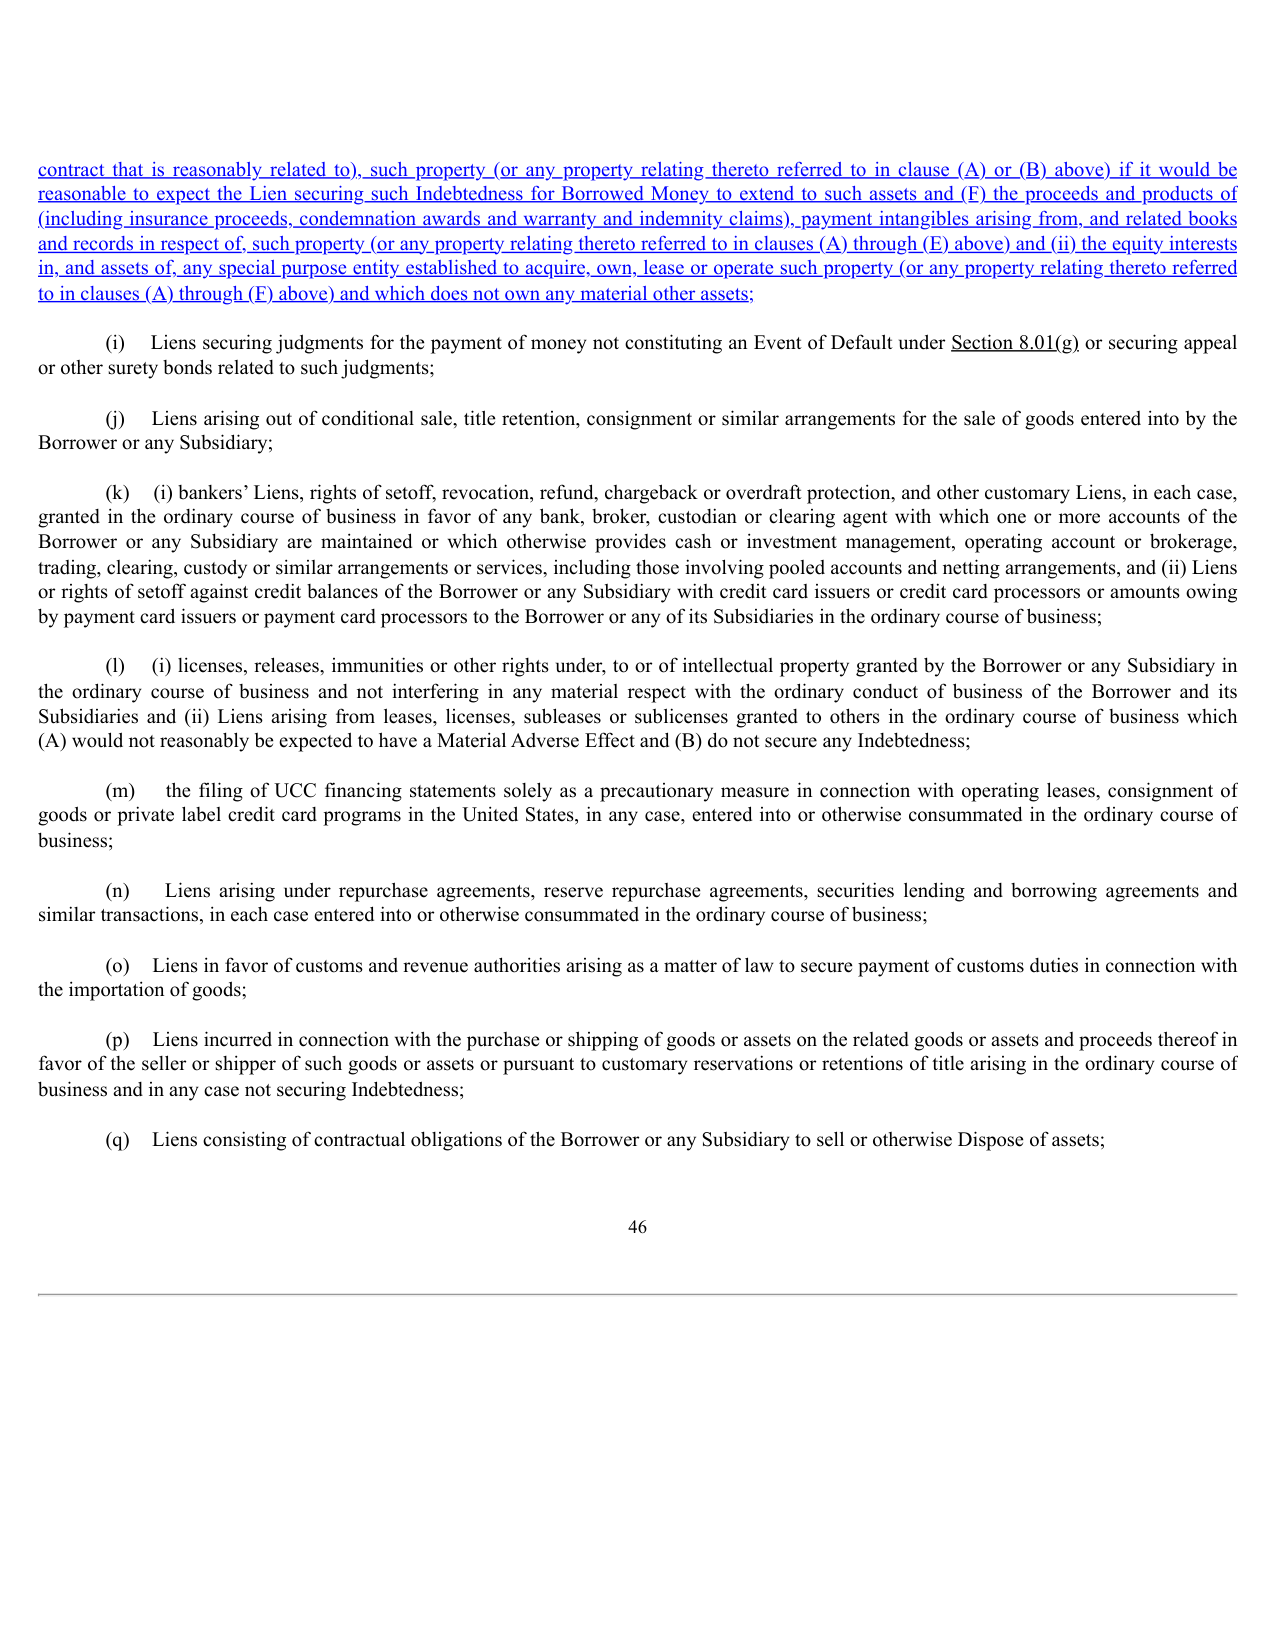 contract that is reasonably related to), such property (or any property relating thereto referred to in clause (A) or (B) above) if it would be
reasonable to expect the Lien securing such Indebtedness for Borrowed Money to extend to such assets and (F) the proceeds and products of
(including insurance proceeds, condemnation awards and warranty and indemnity claims), payment intangibles arising from, and related books
and records in respect of, such property (or any property relating thereto referred to in clauses (A) through (E) above) and (ii) the equity interests
in, and assets of, any special purpose entity established to acquire, own, lease or operate such property (or any property relating thereto referred
to in clauses (A) through (F) above) and which does not own any material other assets;
(i) Liens securing judgments for the payment of money not constituting an Event of Default under Section 8.01(g) or securing appeal
or other surety bonds related to such judgments;
(j) Liens arising out of conditional sale, title retention, consignment or similar arrangements for the sale of goods entered into by the
Borrower or any Subsidiary;
(k) (i) bankers’ Liens, rights of setoff, revocation, refund, chargeback or overdraft protection, and other customary Liens, in each case,
granted in the ordinary course of business in favor of any bank, broker, custodian or clearing agent with which one or more accounts of the
Borrower or any Subsidiary are maintained or which otherwise provides cash or investment management, operating account or brokerage,
trading, clearing, custody or similar arrangements or services, including those involving pooled accounts and netting arrangements, and (ii) Liens
or rights of setoff against credit balances of the Borrower or any Subsidiary with credit card issuers or credit card processors or amounts owing
by payment card issuers or payment card processors to the Borrower or any of its Subsidiaries in the ordinary course of business;
(l) (i) licenses, releases, immunities or other rights under, to or of intellectual property granted by the Borrower or any Subsidiary in
the ordinary course of business and not interfering in any material respect with the ordinary conduct of business of the Borrower and its
Subsidiaries and (ii) Liens arising from leases, licenses, subleases or sublicenses granted to others in the ordinary course of business which
(A) would not reasonably be expected to have a Material Adverse Effect and (B) do not secure any Indebtedness;
(m) the filing of UCC financing statements solely as a precautionary measure in connection with operating leases, consignment of
goods or private label credit card programs in the United States, in any case, entered into or otherwise consummated in the ordinary course of
business;
(n) Liens arising under repurchase agreements, reserve repurchase agreements, securities lending and borrowing agreements and
similar transactions, in each case entered into or otherwise consummated in the ordinary course of business;
(o) Liens in favor of customs and revenue authorities arising as a matter of law to secure payment of customs duties in connection with
the importation of goods;
(p) Liens incurred in connection with the purchase or shipping of goods or assets on the related goods or assets and proceeds thereof in
favor of the seller or shipper of such goods or assets or pursuant to customary reservations or retentions of title arising in the ordinary course of
business and in any case not securing Indebtedness;
(q) Liens consisting of contractual obligations of the Borrower or any Subsidiary to sell or otherwise Dispose of assets;
46